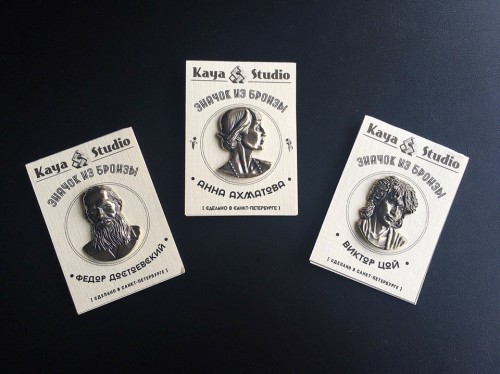 Kaya Studio
ЗНАЧОК ИЗ БРОНЗЫ
• ФЕДОР ДОСТОЕВСКИЙ •
[ СДЕЛАНО В САНКТ-ПЕТЕРБУРГЕ ]
Kaya Studio
ЗНАЧОК ИЗ БРОНЗЫ
• АННА АХМАТОВА •
[ СДЕЛАНО В САНКТ-ПЕТЕРБУРГЕ ]
Kaya Studio
ЗНАЧОК ИЗ БРОНЗЫ
• ВИКТОР ЦОЙ •
[ СДЕЛАНО В САНКТ-ПЕТЕРБУРГЕ ]